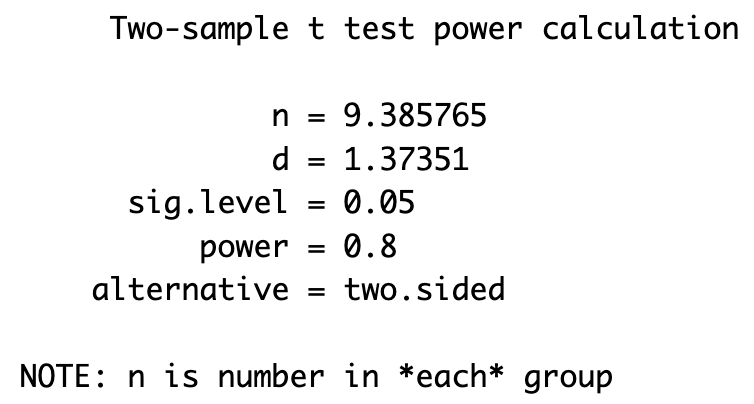 Two-sample t test power calculation
n = 9.385765
d = 1.37351
sig.level = 0.05
power = 0.8
alternative = two.sided
NOTE: n is number in *each* group